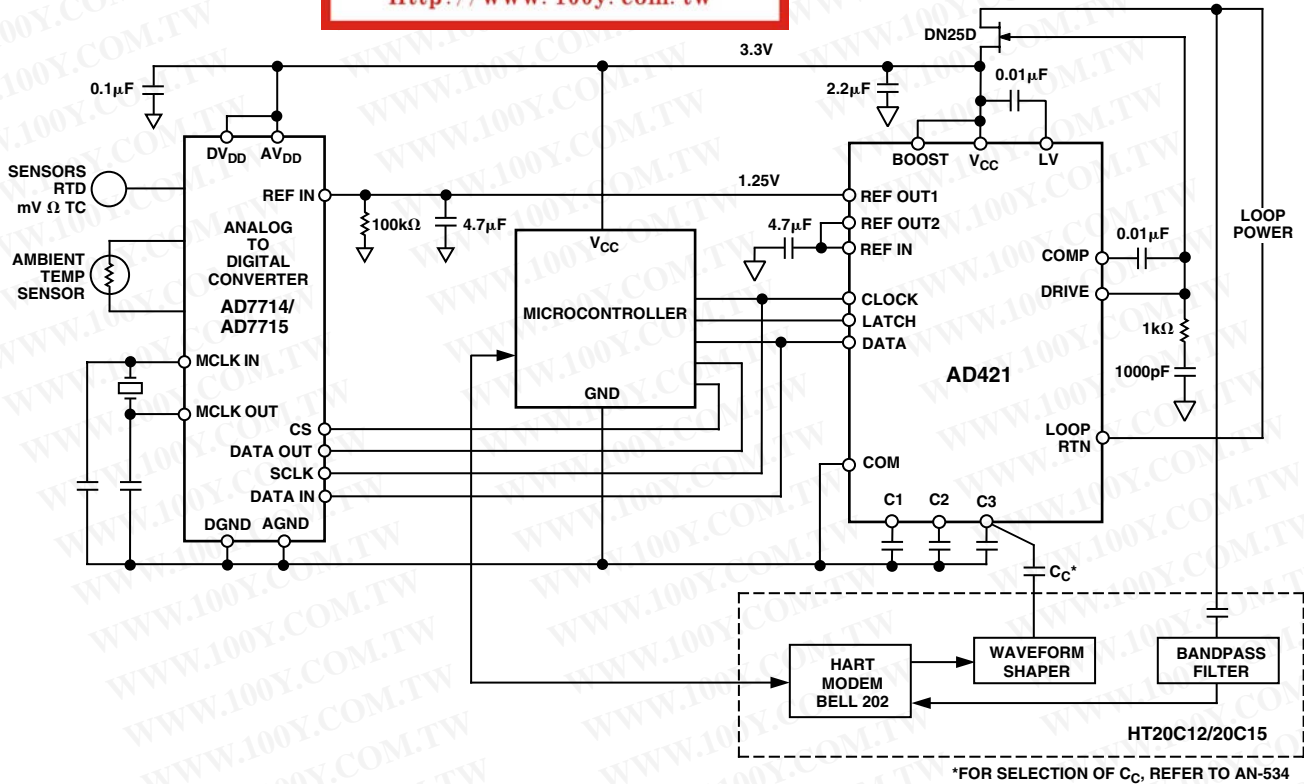 Http://www. 100y. com. tw
DN25D
3.3V
0.1μF
2.2μF
0.01μF
DVDD AVDD
BOOST VCC LV
SENSORS
RTD
mV Ω TC
REF IN
1.25V
REF OUT1
100kΩ
4.7μF
ANALOG
TO
DIGITAL
CONVERTER
AD7714/
AD7715
VCC
4.7μF
REF OUT2
REF IN
LOOP
POWER
AMBIENT
TEMP
SENSOR
COMP
0.01μF
DRIVE
MICROCONTROLLER
CLOCK
LATCH
DATA
1kΩ
1000pF
MCLK IN
AD421
GND
MCLK OUT
CS
DATA OUT
SCLK
DATA IN
LOOP
RTN
COM
C1 C2 C3
DGND AGND
CC*
HART
MODEM
BELL 202
WAVEFORM
SHAPER
BANDPASS
FILTER
HT20C12/20C15
*FOR SELECTION OF CC, REFER TO AN-534
WWW.100Y.COM.TW